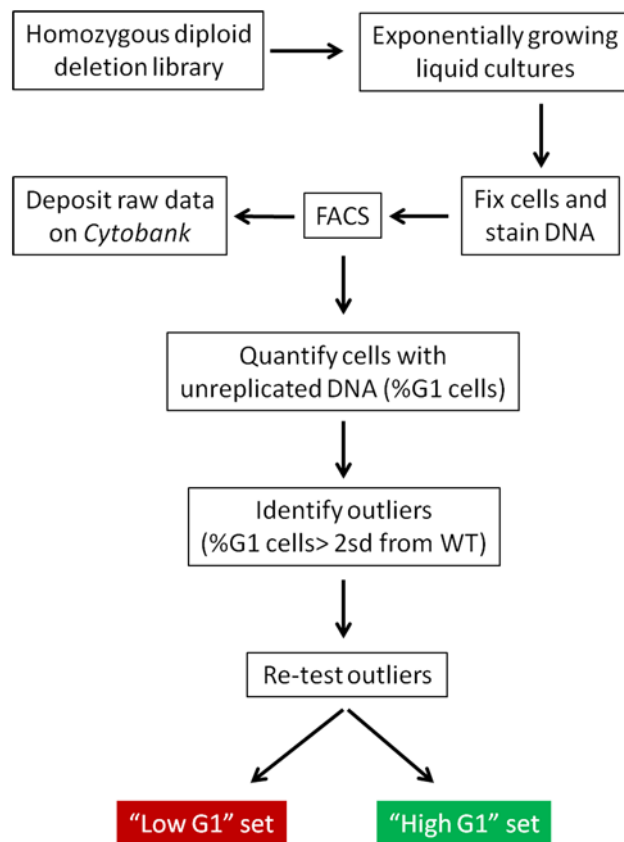 Homozygous diploid
deletion library
Exponentially growing
liquid cultures
Deposit raw data
on Cytobank
FACS
Fix cells and
stain DNA
Quantify cells with
unreplicated DNA (%G1 cells)
Identify outliers
(%G1 cells> 2sd from WT)
Re-test outliers
“Low G1” set
“High G1” set